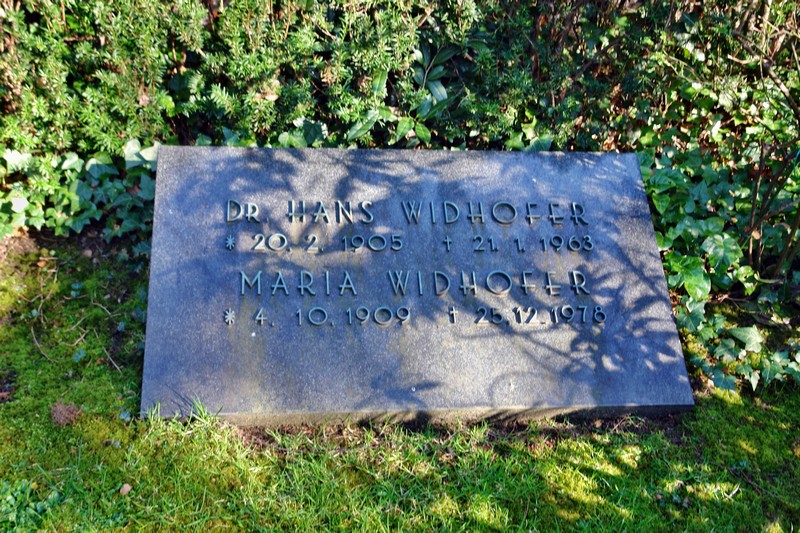 DR. HANS WIDHOFER
* 20. 2. 1905 † 21. 1. 1963
MARIA WIDHOFER
* 4. 10. 1909 † 25. 12. 1978